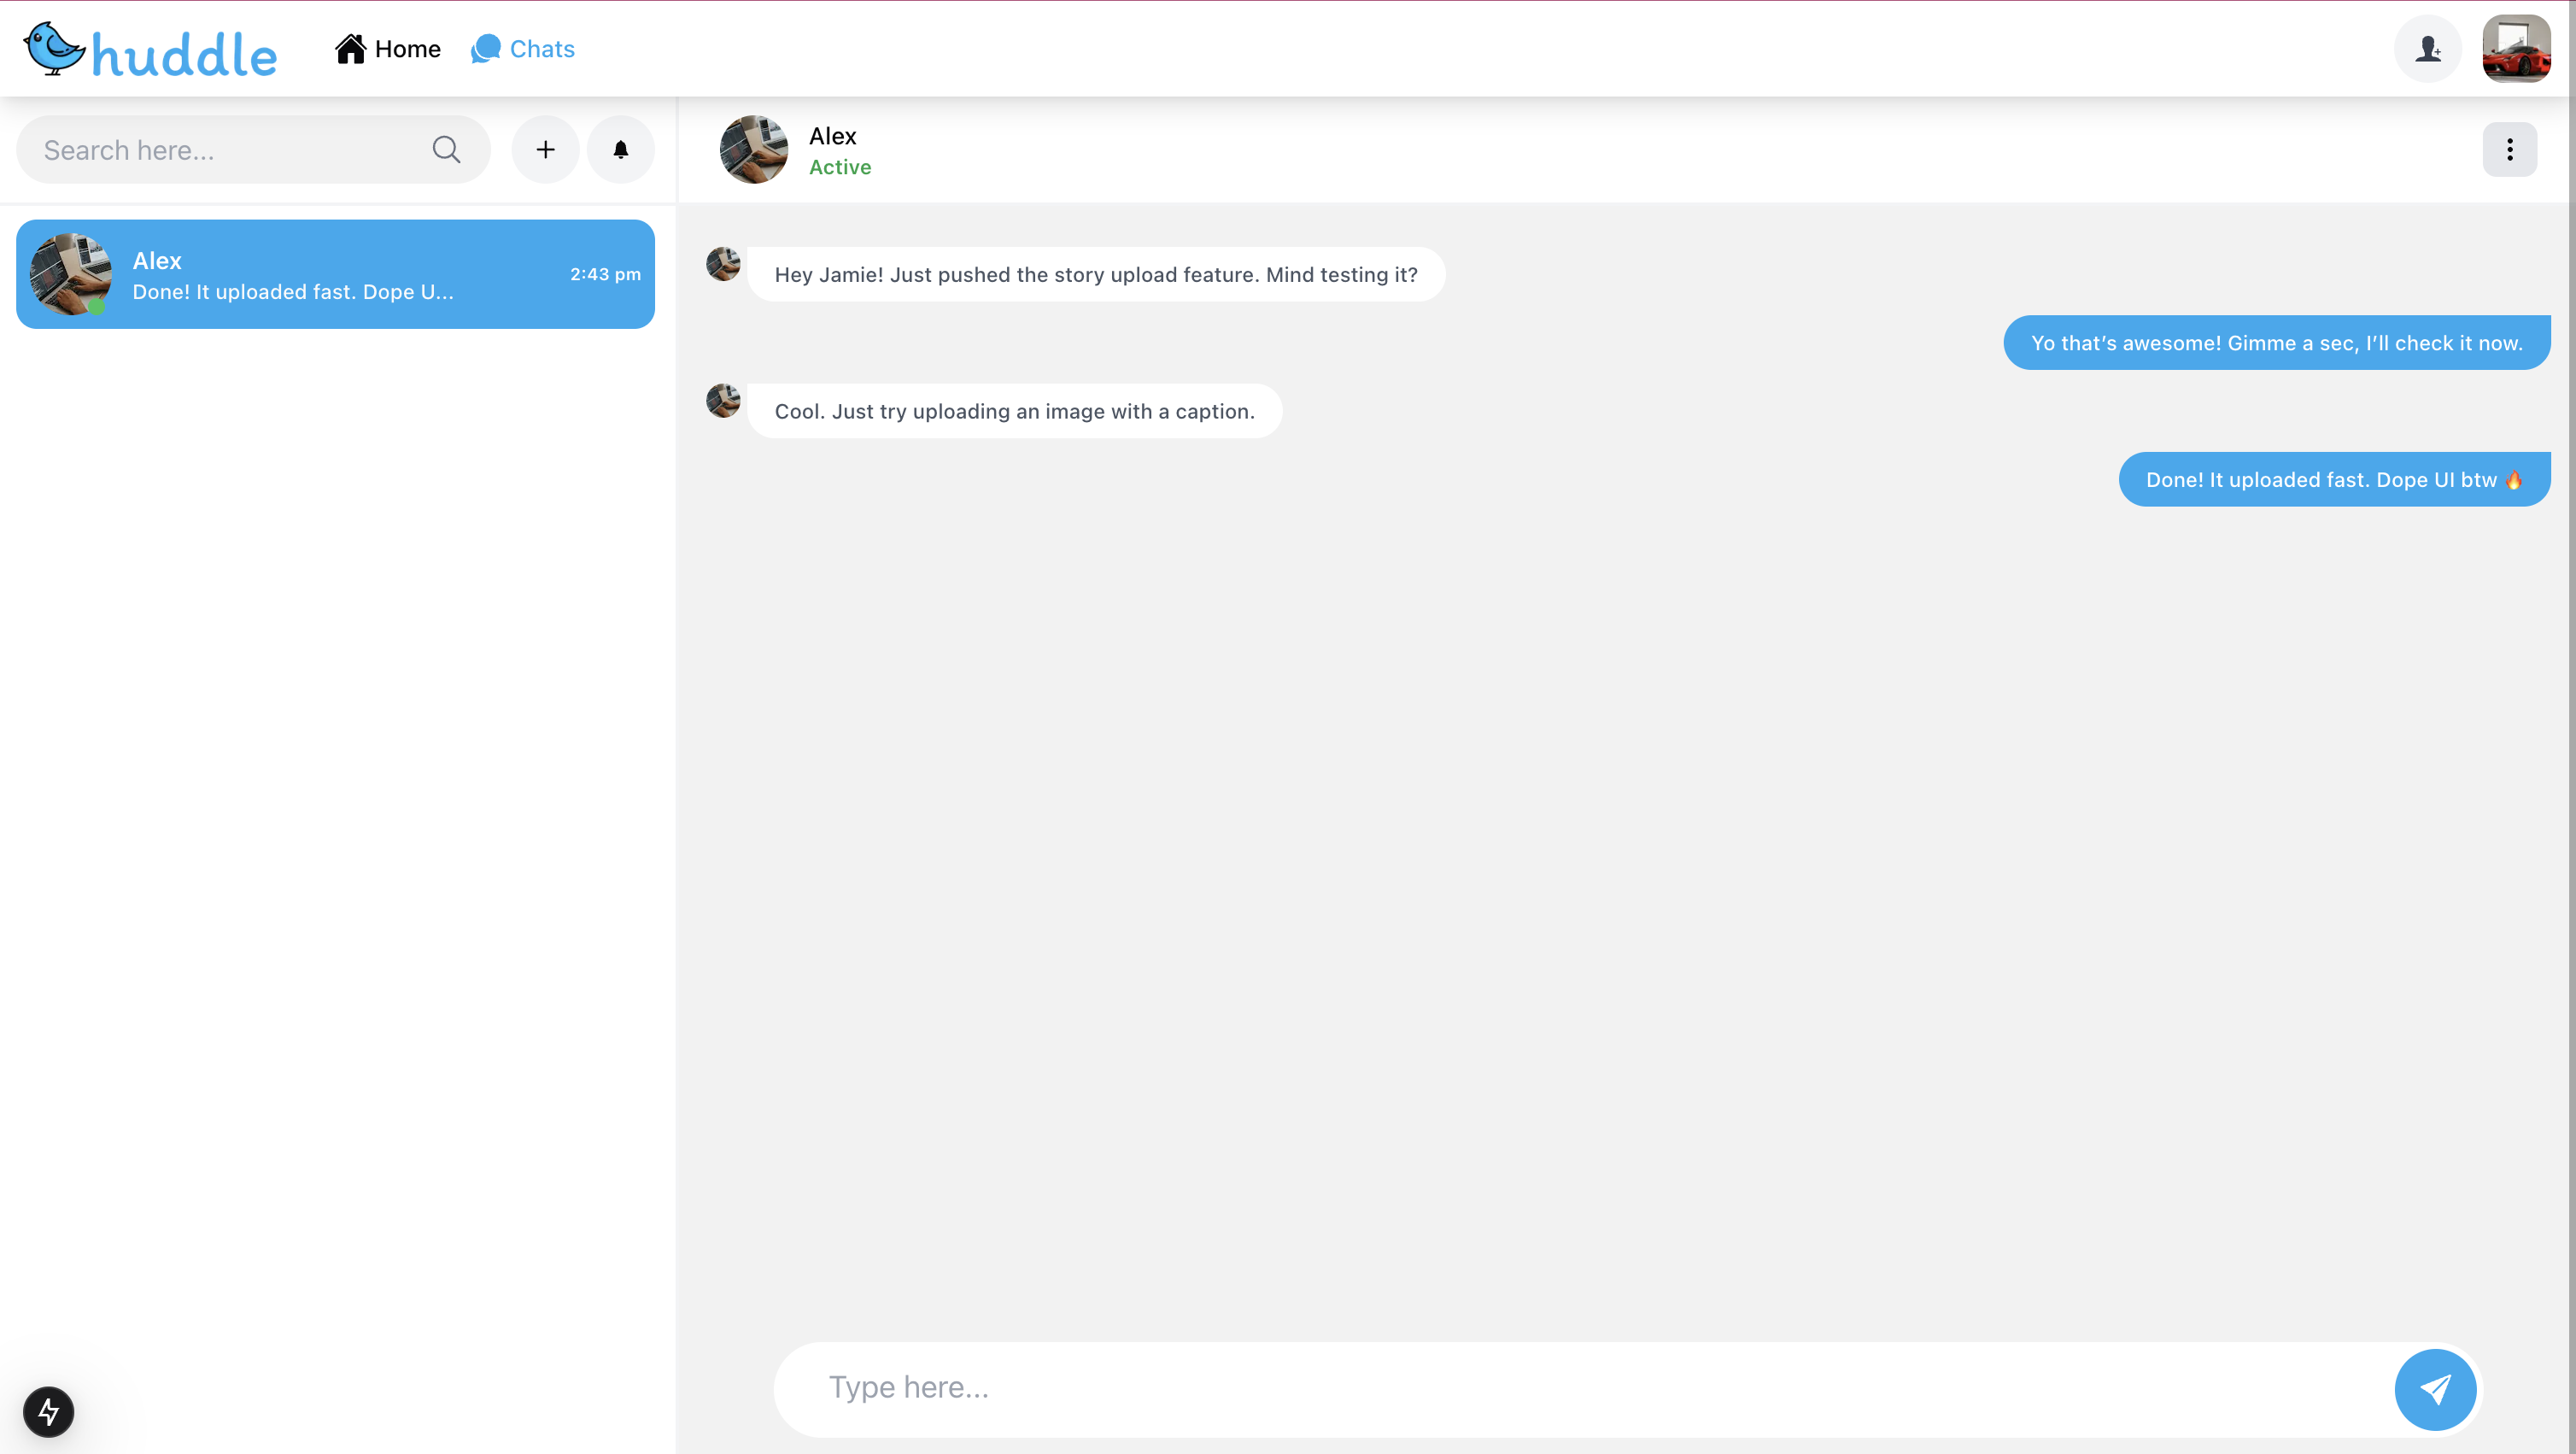 huddle
Home
Chats
Search here...
Alex
Done! It uploaded fast. Dope U...
2:43 pm
Alex
Active
Hey Jamie! Just pushed the story upload feature. Mind testing it?
Yo that’s awesome! Gimme a sec, I’ll check it now.
Cool. Just try uploading an image with a caption.
Done! It uploaded fast. Dope UI btw 🔥
Type here...